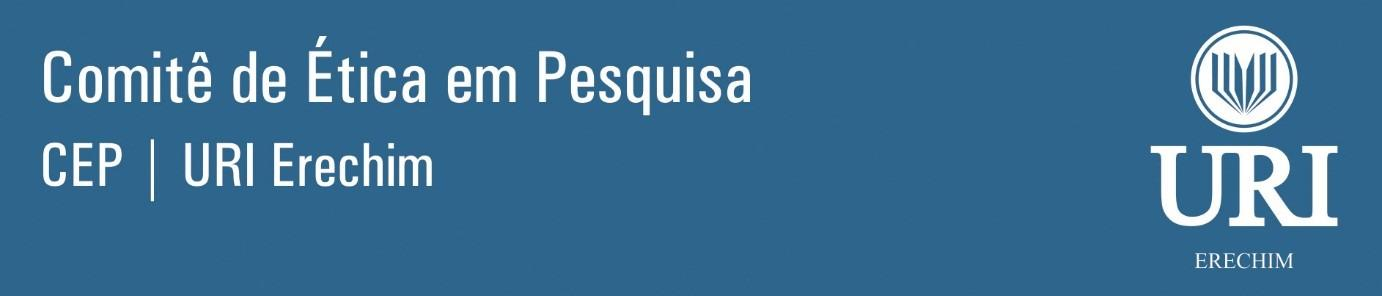 Comitê de Ética em Pesquisa
CEP | URI Erechim
URI
ERECHIM